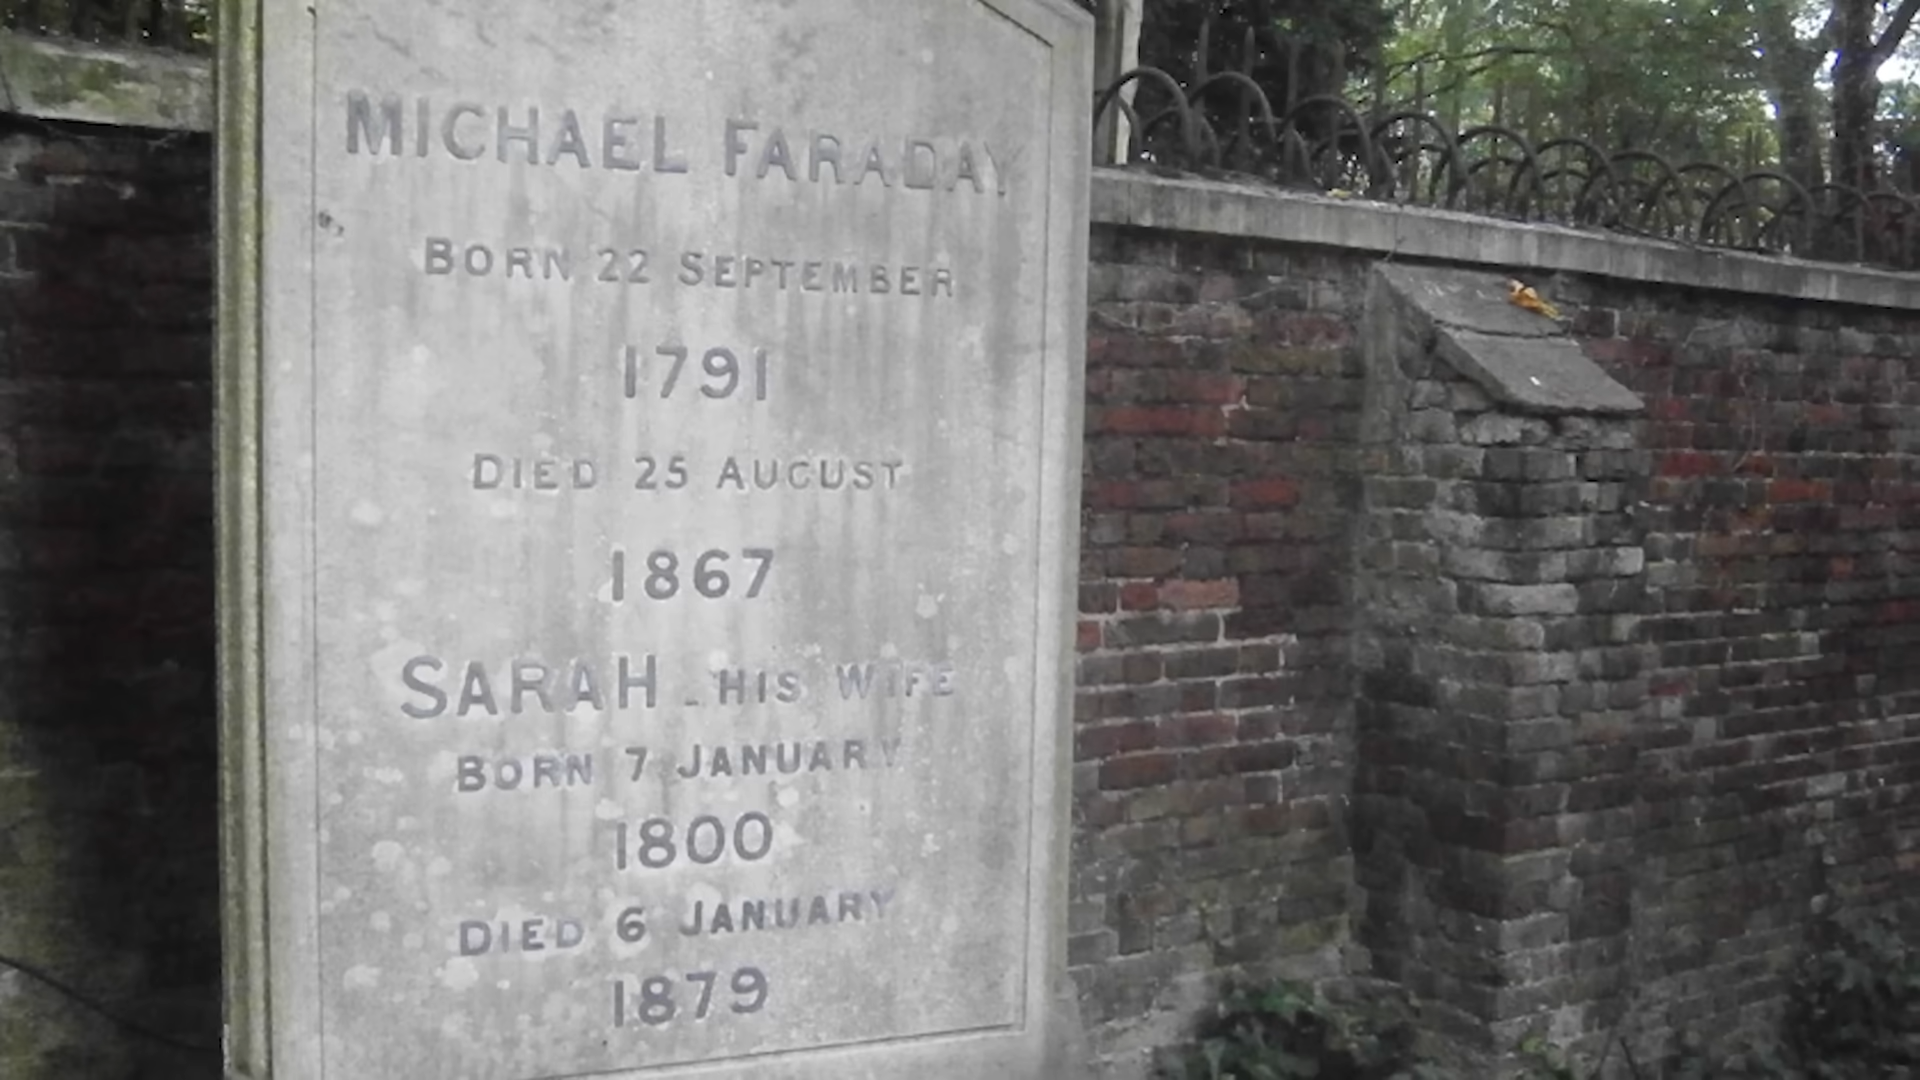 MICHAEL FARADAY
BORN 22 SEPTEMBER
1791
DIED 25 AUGUST
1867
SARAH - HIS WIFE
BORN 7 JANUARY
1800
DIED 6 JANUARY
1879